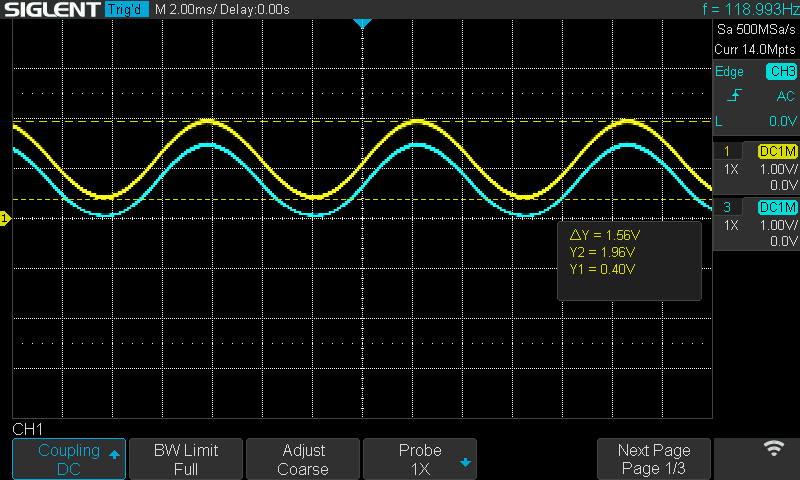 SIGLENT Trig'd M 2.00ms/ Delay:0.00s f = 118.993Hz
Sa 500MSa/s
Curr 14.0Mpts
Edge CH3
AC
L 0.0V
1 DC1M
1X 1.00V/
0.0V
3 DC1M
1X 1.00V/
0.0V
1
ΔY = 1.56V
Y2 = 1.96V
Y1 = 0.40V
CH1
Coupling
DC
BW Limit
Full
Adjust
Coarse
Probe
1X
Next Page
Page 1/3